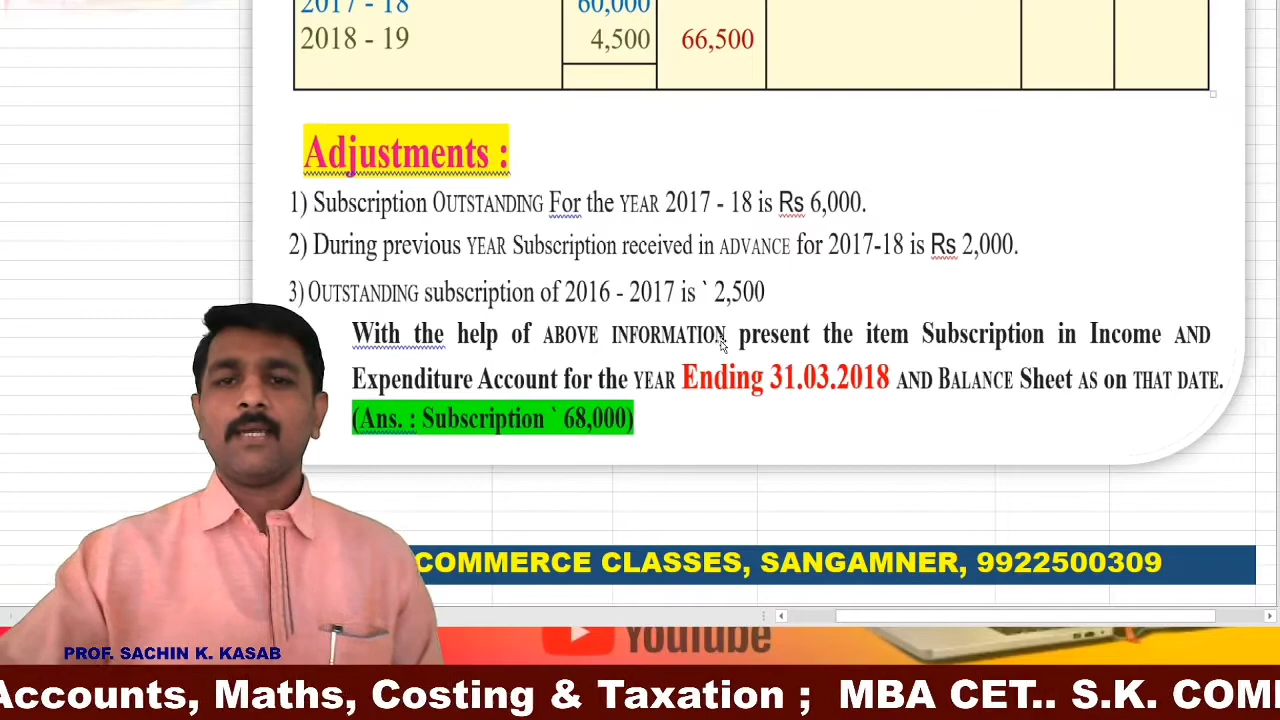 2017 - 18 60,000
2018 - 19 4,500 66,500
Adjustments :
1) Subscription OUTSTANDING For the YEAR 2017 - 18 is Rs 6,000.
2) During previous YEAR Subscription received in ADVANCE for 2017-18 is Rs 2,000.
3) OUTSTANDING subscription of 2016 - 2017 is ` 2,500
With the help of ABOVE INFORMATION present the item Subscription in Income AND
Expenditure Account for the YEAR Ending 31.03.2018 AND BALANCE Sheet AS on THAT DATE.
(Ans. : Subscription ` 68,000)
COMMERCE CLASSES, SANGAMNER, 9922500309
YouTube
PROF. SACHIN K. KASAB
Accounts, Maths, Costing & Taxation ; MBA CET.. S.K. COM